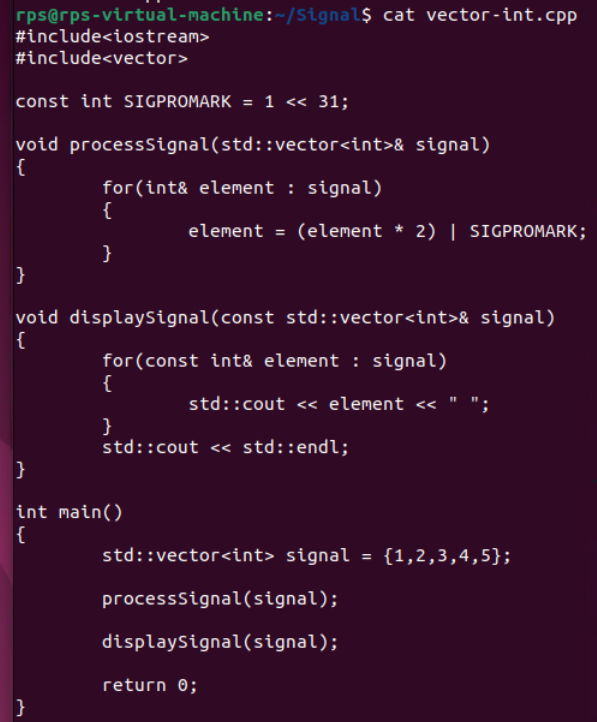 rps@rps-virtual-machine:~/Signal$ cat vector-int.cpp
#include<iostream>
#include<vector>

const int SIGPROMARK = 1 << 31;

void processSignal(std::vector<int>& signal)
{
        for(int& element : signal)
        {
                element = (element * 2) | SIGPROMARK;
        }
}

void displaySignal(const std::vector<int>& signal)
{
        for(const int& element : signal)
        {
                std::cout << element << " ";
        }
        std::cout << std::endl;
}

int main()
{
        std::vector<int> signal = {1,2,3,4,5};

        processSignal(signal);

        displaySignal(signal);

        return 0;
}